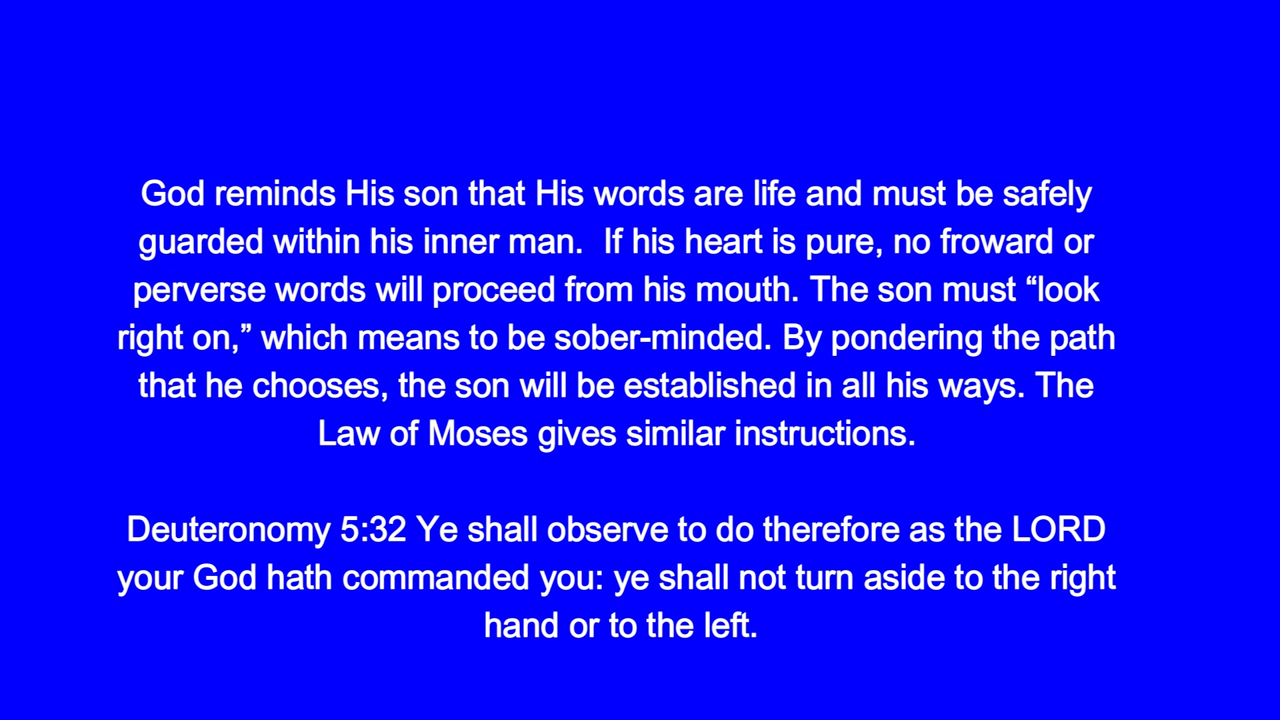 God reminds His son that His words are life and must be safely
guarded within his inner man.  If his heart is pure, no froward or
perverse words will proceed from his mouth. The son must “look
right on,” which means to be sober-minded. By pondering the path
that he chooses, the son will be established in all his ways. The
Law of Moses gives similar instructions.
Deuteronomy 5:32 Ye shall observe to do therefore as the LORD
your God hath commanded you: ye shall not turn aside to the right
hand or to the left.